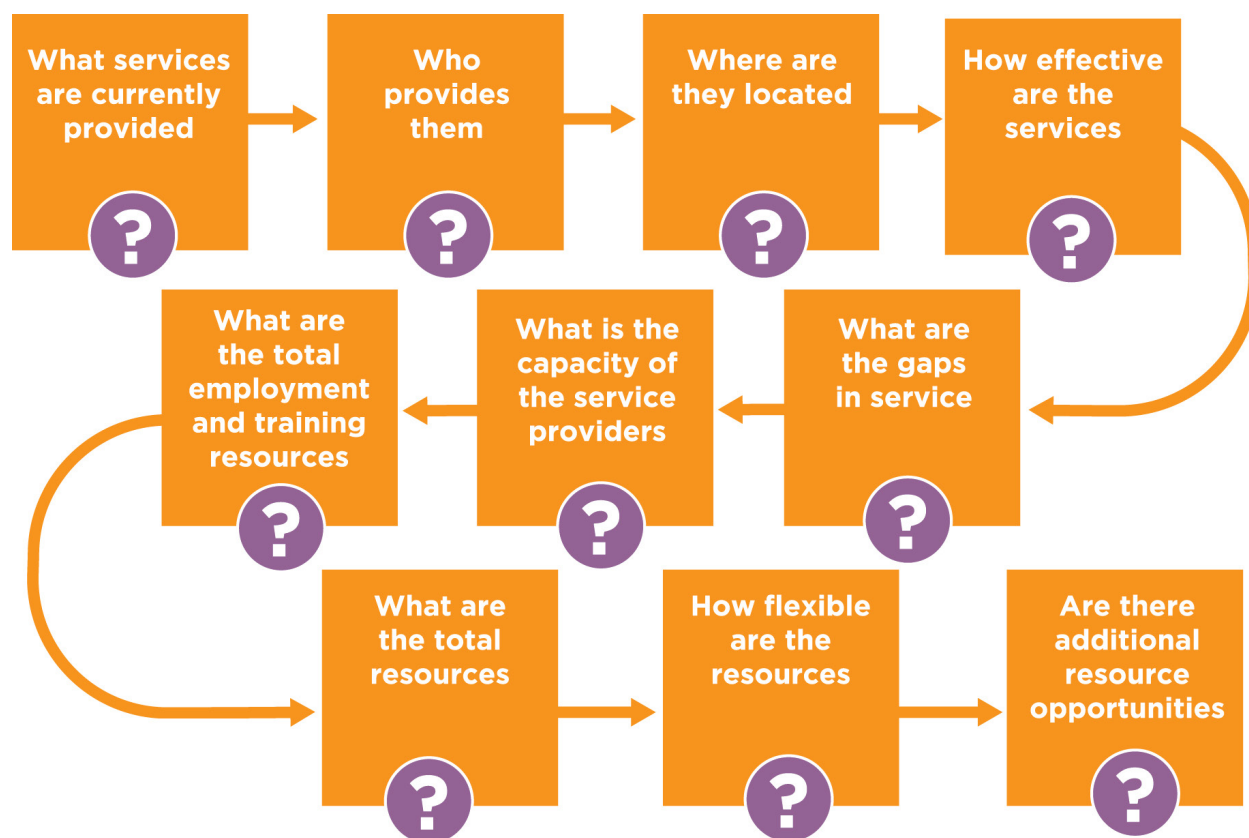 What services
are currently
provided
?
Who
provides
them
?
Where are
they located
?
How effective
are the
services
?
What are
the gaps
in service
?
What is the
capacity of
the service
providers
?
What are
the total
employment
and training
resources
?
What are
the total
resources
?
How flexible
are the
resources
?
Are there
additional
resource
opportunities
?